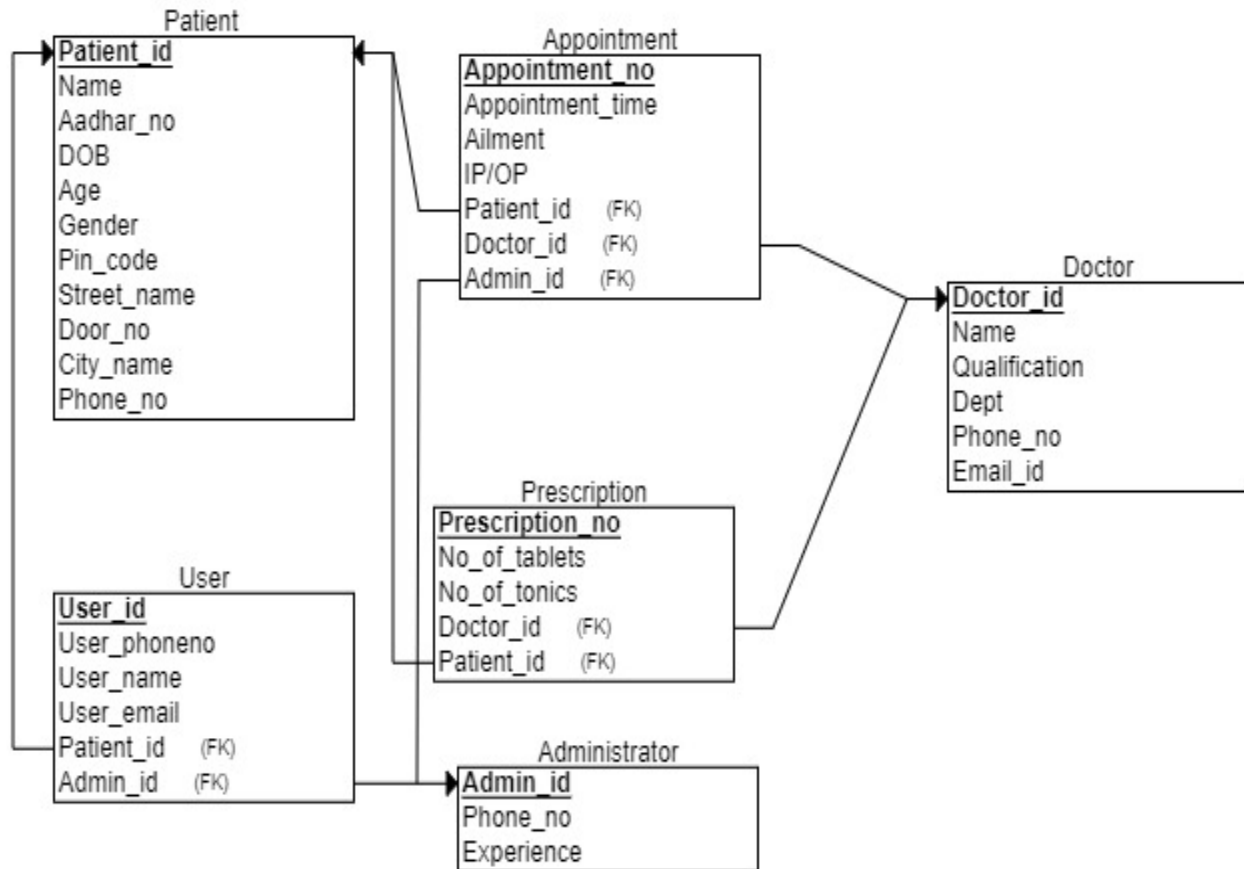 Patient
Patient_id
Name
Aadhar_no
DOB
Age
Gender
Pin_code
Street_name
Door_no
City_name
Phone_no
Appointment
Appointment_no
Appointment_time
Ailment
IP/OP
Patient_id (FK)
Doctor_id (FK)
Admin_id (FK)
Doctor
Doctor_id
Name
Qualification
Dept
Phone_no
Email_id
Prescription
Prescription_no
No_of_tablets
No_of_tonics
Doctor_id (FK)
Patient_id (FK)
User
User_id
User_phoneno
User_name
User_email
Patient_id (FK)
Admin_id (FK)
Administrator
Admin_id
Phone_no
Experience